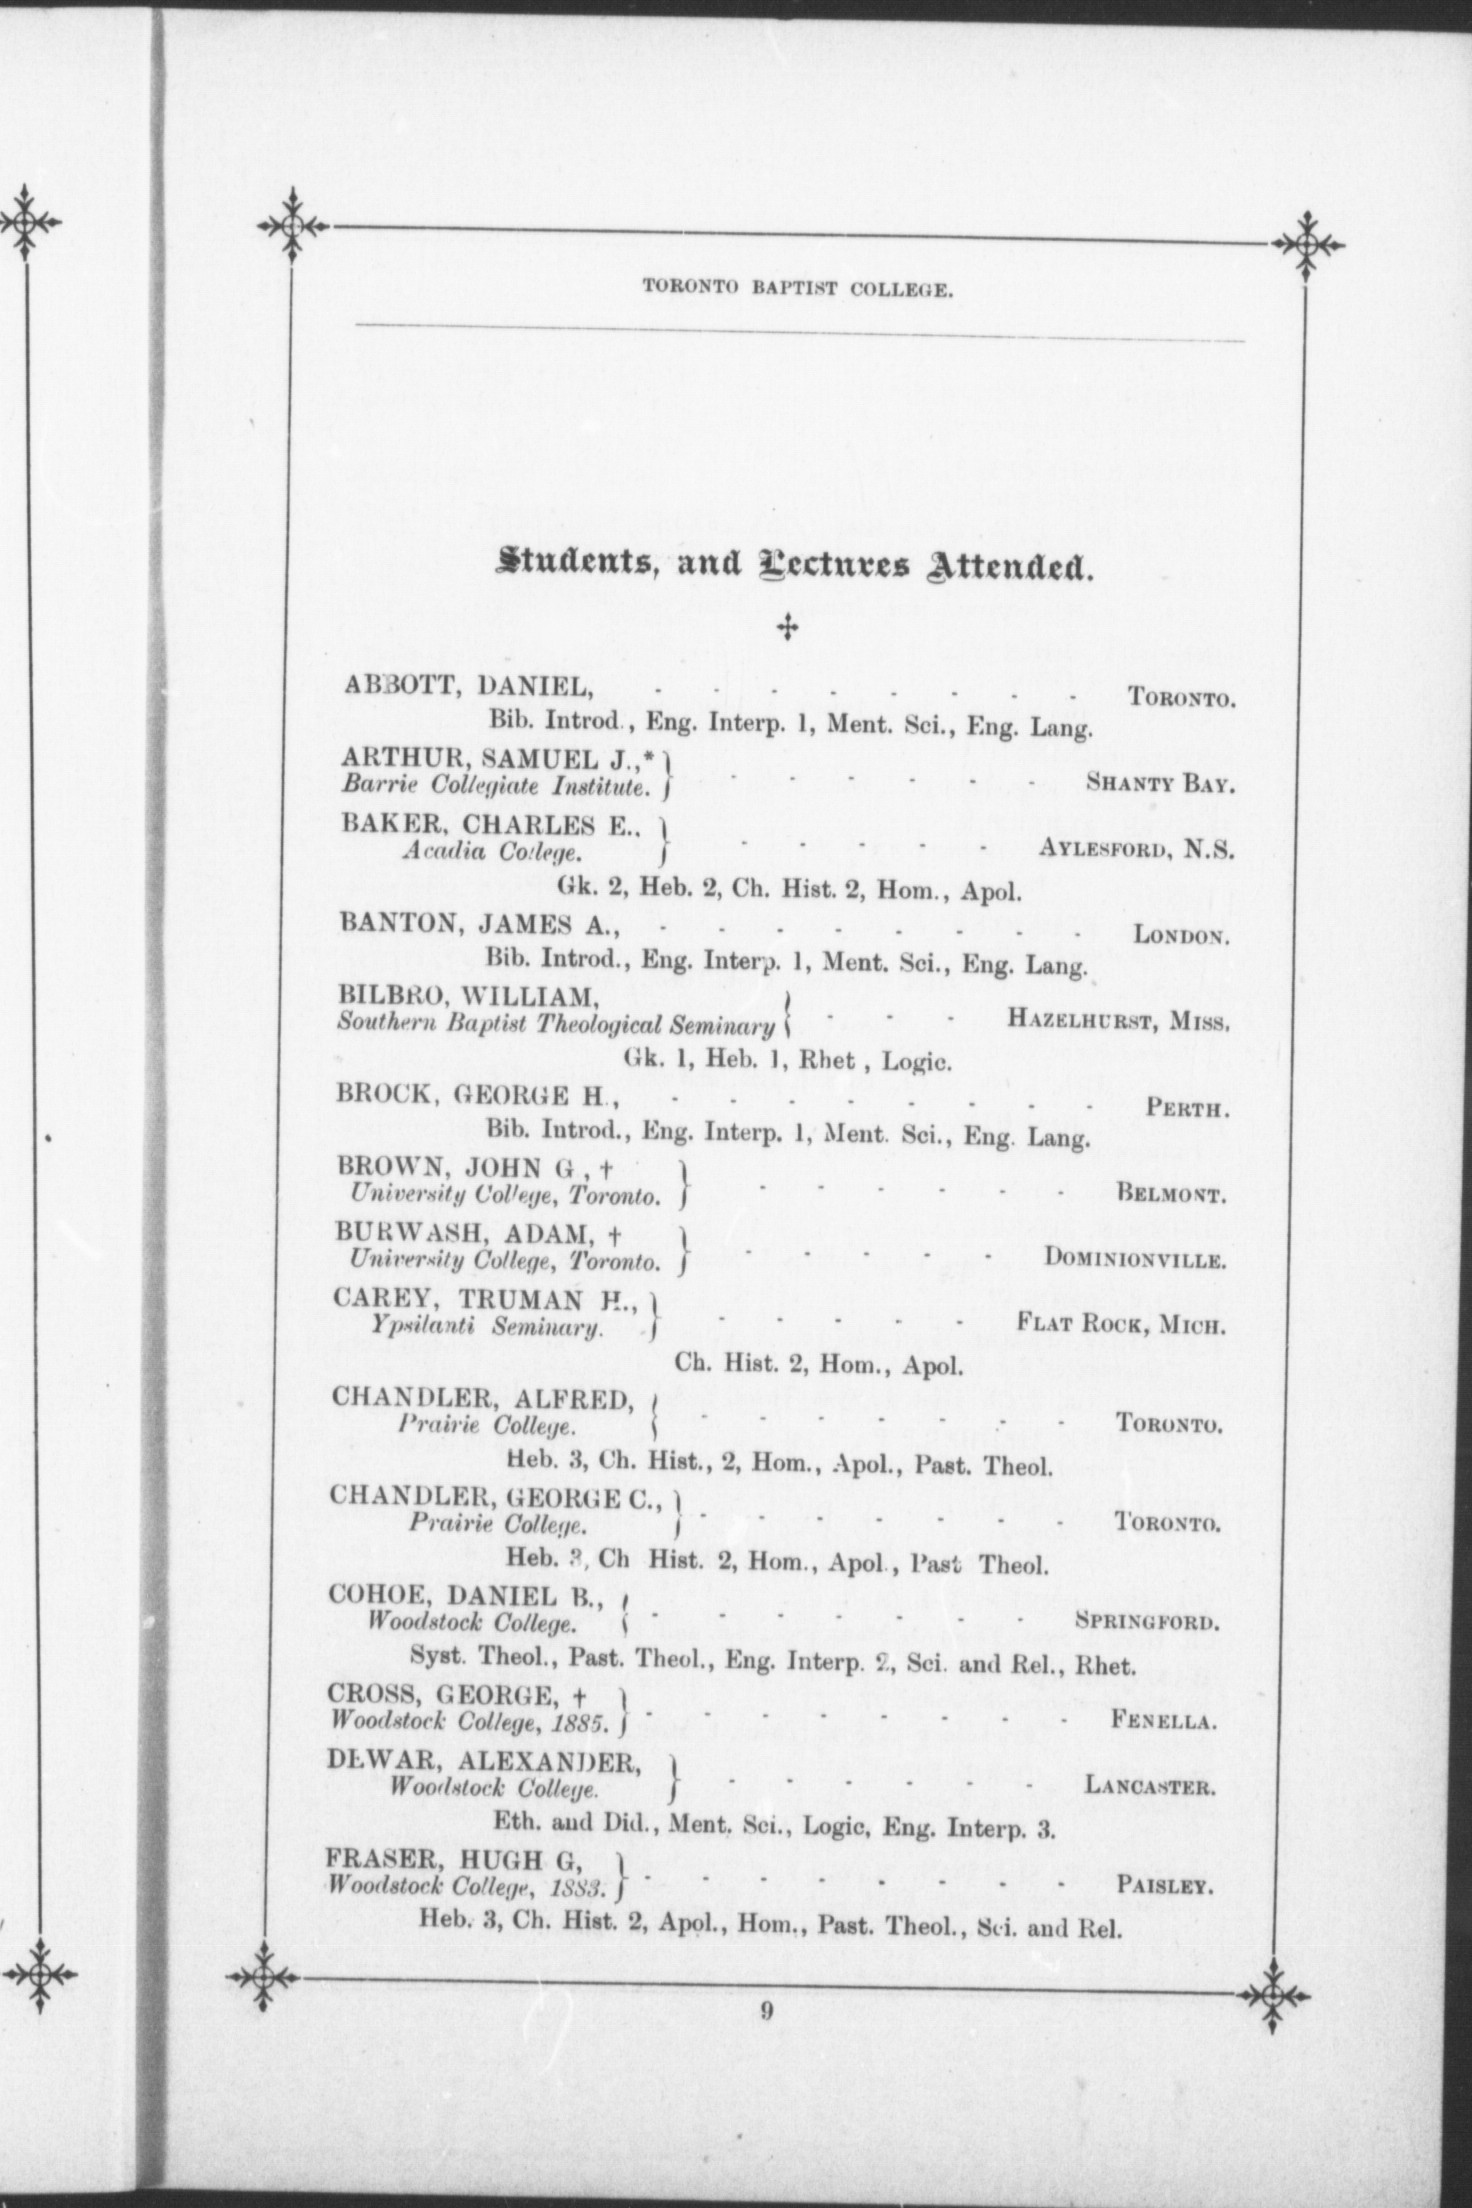 TORONTO BAPTIST COLLEGE.
Students, and Lectures Attended.
ABBOTT, DANIEL, - - - - - - - - TORONTO.
Bib. Introd., Eng. Interp. 1, Ment. Sci., Eng. Lang.
ARTHUR, SAMUEL J.,*
Barrie Collegiate Institute. } - - - - - - SHANTY BAY.
BAKER, CHARLES E.,
Acadia College. } - - - - - AYLESFORD, N.S.
Gk. 2, Heb. 2, Ch. Hist. 2, Hom., Apol.
BANTON, JAMES A., - - - - - - - - LONDON.
Bib. Introd., Eng. Interp. 1, Ment. Sci., Eng. Lang.
BILBRO, WILLIAM,
Southern Baptist Theological Seminary } - - - HAZELHURST, MISS.
Gk. 1, Heb. 1, Rhet , Logic.
BROCK, GEORGE H., - - - - - - - - PERTH.
Bib. Introd., Eng. Interp. 1, Ment. Sci., Eng. Lang.
BROWN, JOHN G , †
University College, Toronto. } - - - - - - BELMONT.
BURWASH, ADAM, †
University College, Toronto. } - - - - - DOMINIONVILLE.
CAREY, TRUMAN H.,
Ypsilanti Seminary. } - - - - - FLAT ROCK, MICH.
Ch. Hist. 2, Hom., Apol.
CHANDLER, ALFRED,
Prairie College. { - - - - - - - TORONTO.
Heb. 3, Ch. Hist., 2, Hom., Apol., Past. Theol.
CHANDLER, GEORGE C.,
Prairie College. } - - - - - - - TORONTO.
Heb. 3, Ch Hist. 2, Hom., Apol., Past Theol.
COHOE, DANIEL B.,
Woodstock College. { - - - - - - - SPRINGFORD.
Syst. Theol., Past. Theol., Eng. Interp. 2, Sci. and Rel., Rhet.
CROSS, GEORGE, †
Woodstock College, 1885. } - - - - - - - - FENELLA.
DEWAR, ALEXANDER,
Woodstock College. } - - - - - - LANCASTER.
Eth. and Did., Ment. Sci., Logic, Eng. Interp. 3.
FRASER, HUGH G,
Woodstock College, 1883. } - - - - - - - - PAISLEY.
Heb. 3, Ch. Hist. 2, Apol., Hom., Past. Theol., Sci. and Rel.
9